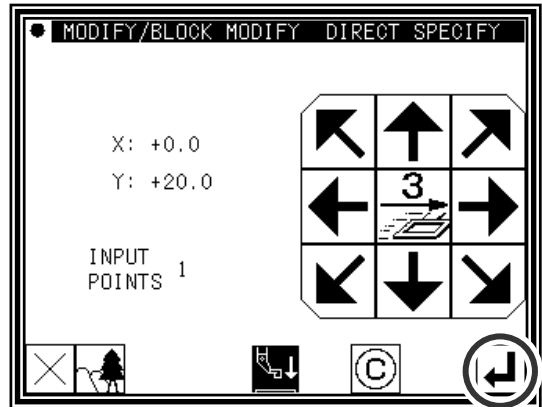 MODIFY/BLOCK MODIFY DIRECT SPECIFY
X: +0.0
Y: +20.0
3
INPUT
POINTS 1
C